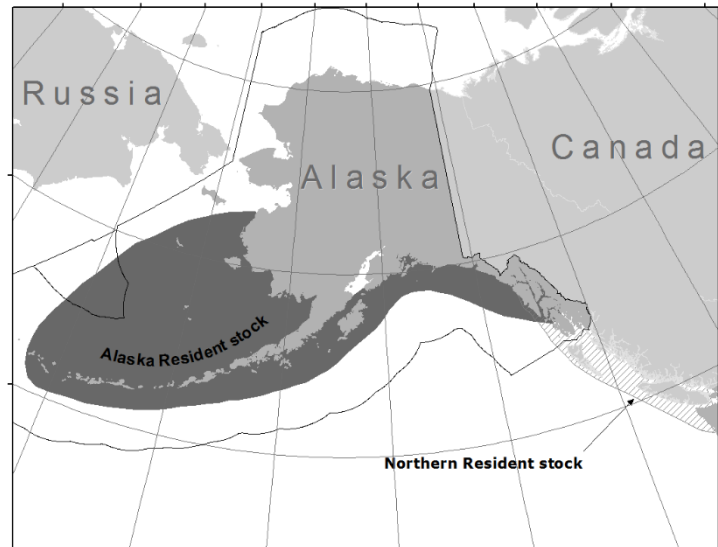 Russia
Alaska
Canada
Alaska Resident stock
Northern Resident stock